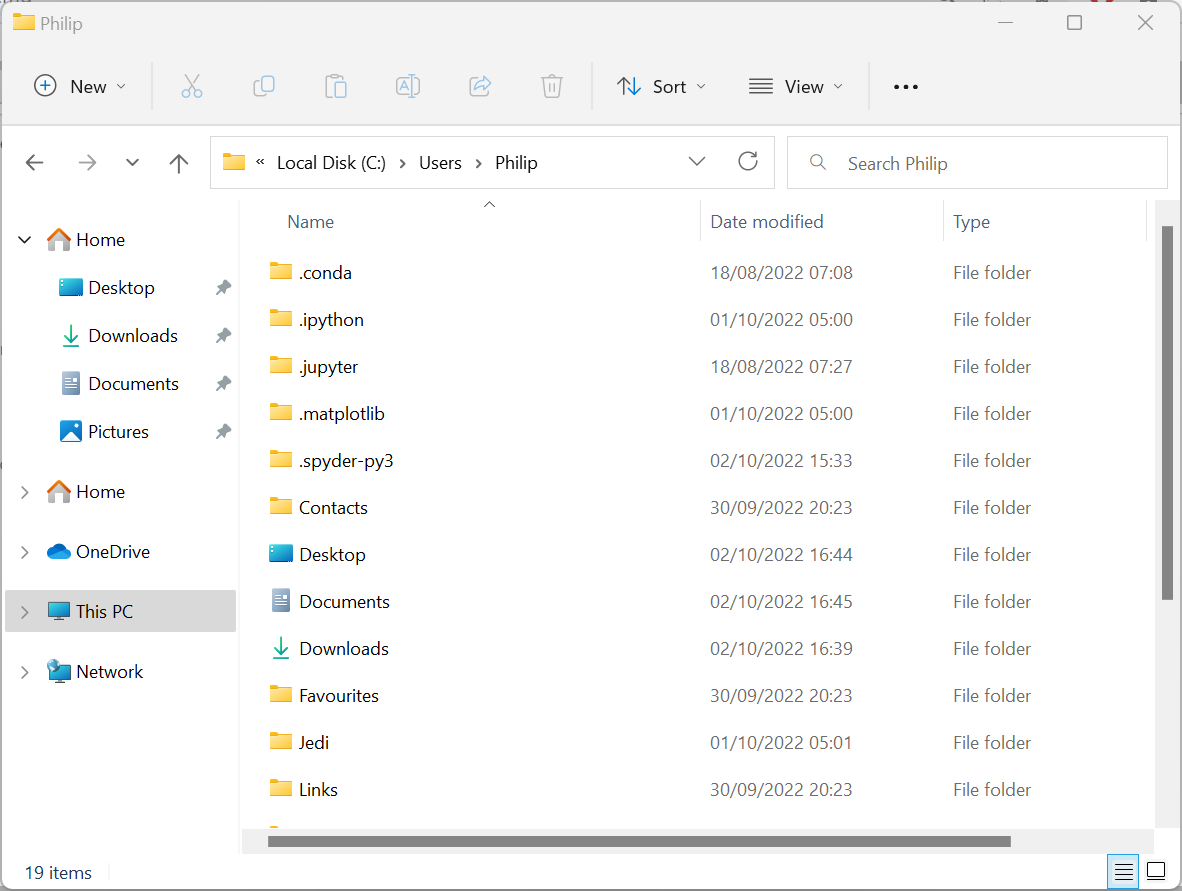 Philip
New Sort View
« Local Disk (C:) > Users > Philip Search Philip
Name Date modified Type
Home
Desktop
Downloads
Documents
Pictures
Home
OneDrive
This PC
Network
.conda 18/08/2022 07:08 File folder
.ipython 01/10/2022 05:00 File folder
.jupyter 18/08/2022 07:27 File folder
.matplotlib 01/10/2022 05:00 File folder
.spyder-py3 02/10/2022 15:33 File folder
Contacts 30/09/2022 20:23 File folder
Desktop 02/10/2022 16:44 File folder
Documents 02/10/2022 16:45 File folder
Downloads 02/10/2022 16:39 File folder
Favourites 30/09/2022 20:23 File folder
Jedi 01/10/2022 05:01 File folder
Links 30/09/2022 20:23 File folder
19 items